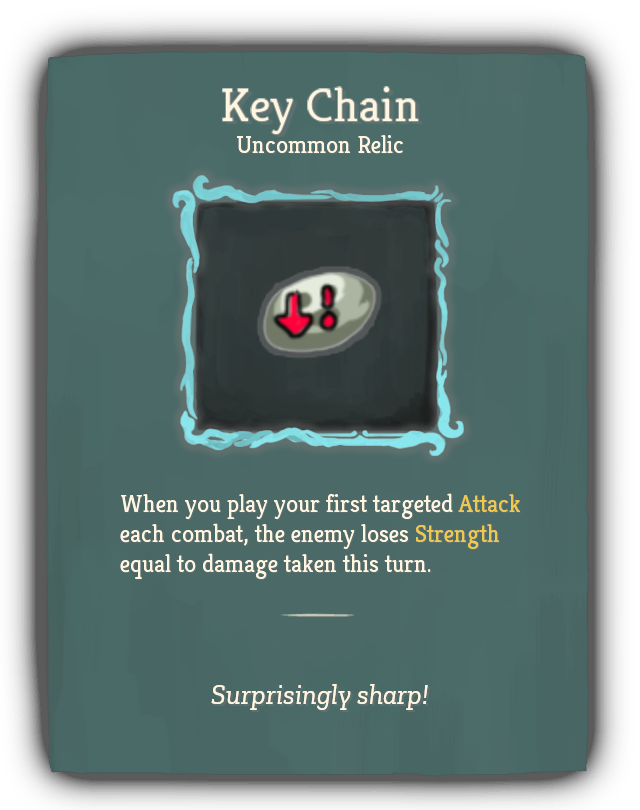 Key Chain
Uncommon Relic
When you play your first targeted Attack
each combat, the enemy loses Strength
equal to damage taken this turn.
Surprisingly sharp!